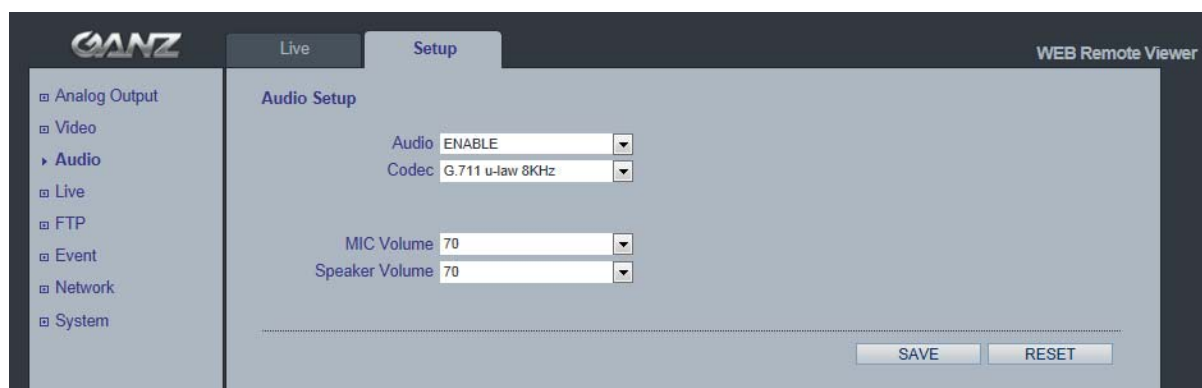 GANZ
Live
Setup
WEB Remote Viewer
Analog Output
Video
Audio
Live
FTP
Event
Network
System
Audio Setup
Audio ENABLE
Codec G.711 u-law 8KHz
MIC Volume 70
Speaker Volume 70
SAVE
RESET